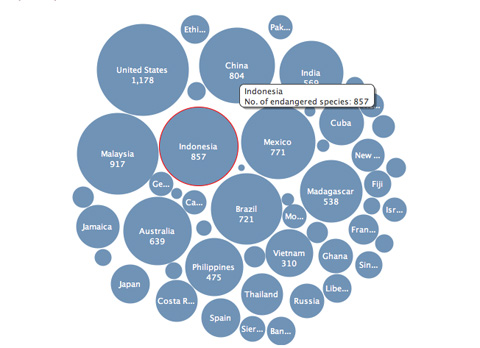 Ethi...
Pak...
United States
1,178
China
804
India
569
Indonesia
No. of endangered species: 857
Cuba
Indonesia
857
Mexico
771
Malaysia
917
New ...
Ge...
Fiji
Madagascar
538
Ca...
Brazil
721
Mo...
Isr...
Jamaica
Australia
639
Fran...
Vietnam
310
Ghana
Sin...
Philippines
475
Japan
Costa R...
Thailand
Libe...
Russia
Spain
Sier...
Ban...